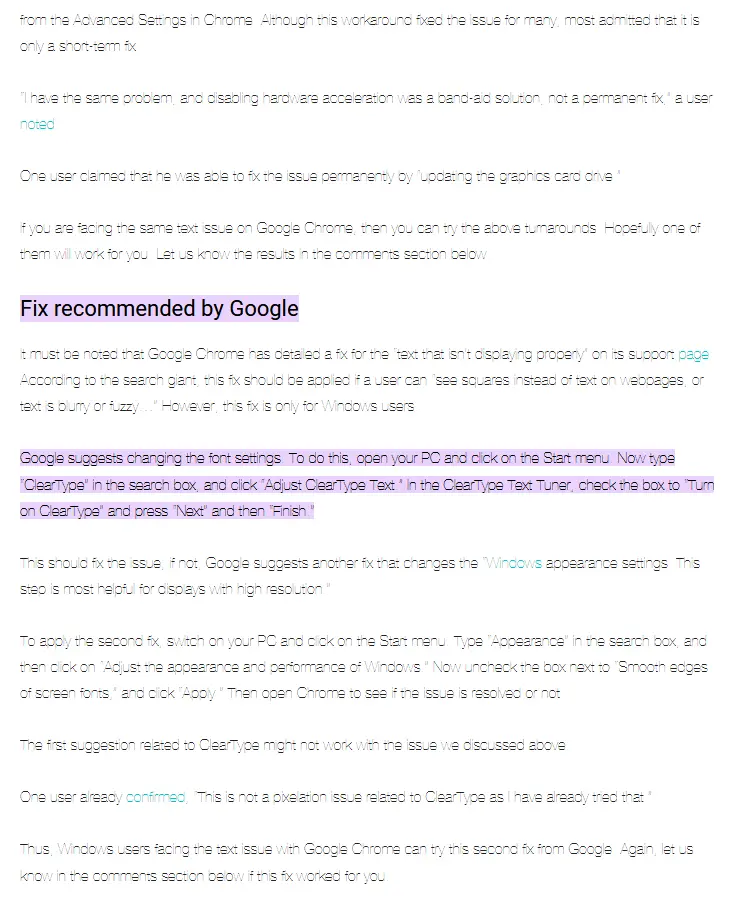 from the Advanced Settings in Chrome. Although this workaround fixed the issue for many, most admitted that it is
only a short-term fix.
"I have the same problem, and disabling hardware acceleration was a band-aid solution, not a permanent fix," a user
noted.
One user claimed that he was able to fix the issue permanently by "updating the graphics card drive."
If you are facing the same text issue on Google Chrome, then you can try the above turnarounds. Hopefully one of
them will work for you. Let us know the results in the comments section below.
Fix recommended by Google
It must be noted that Google Chrome has detailed a fix for the "text that isn't displaying properly" on its support page.
According to the search giant, this fix should be applied if a user can "see squares instead of text on webpages, or
text is blurry or fuzzy...." However, this fix is only for Windows users.
Google suggests changing the font settings. To do this, open your PC and click on the Start menu. Now type
"ClearType" in the search box, and click "Adjust ClearType Text." In the ClearType Text Tuner, check the box to "Turn
on ClearType" and press "Next" and then "Finish."
This should fix the issue, if not, Google suggests another fix that changes the "Windows appearance settings. This
step is most helpful for displays with high resolution."
To apply the second fix, switch on your PC and click on the Start menu. Type "Appearance" in the search box, and
then click on "Adjust the appearance and performance of Windows." Now uncheck the box next to "Smooth edges
of screen fonts," and click "Apply." Then open Chrome to see if the issue is resolved or not.
The first suggestion related to ClearType might not work with the issue we discussed above.
One user already confirmed, "This is not a pixelation issue related to ClearType as I have already tried that."
Thus, Windows users facing the text issue with Google Chrome can try this second fix from Google. Again, let us
know in the comments section below if this fix worked for you.